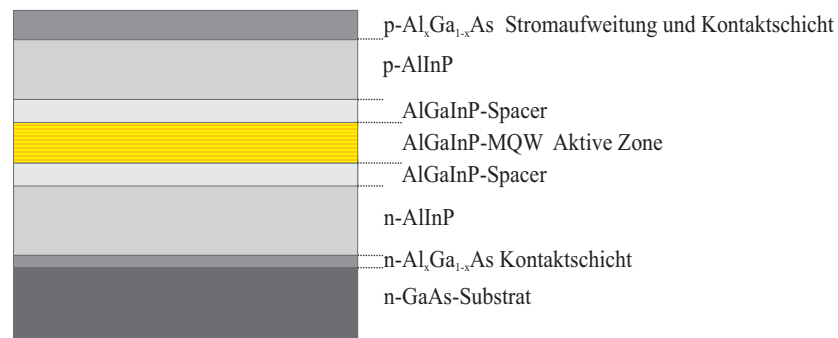 p-AlₓGa₁₋ₓAs Stromaufweitung und Kontaktschicht
p-AlInP
AlGaInP-Spacer
AlGaInP-MQW Aktive Zone
AlGaInP-Spacer
n-AlInP
n-AlₓGa₁₋ₓAs Kontaktschicht
n-GaAs-Substrat